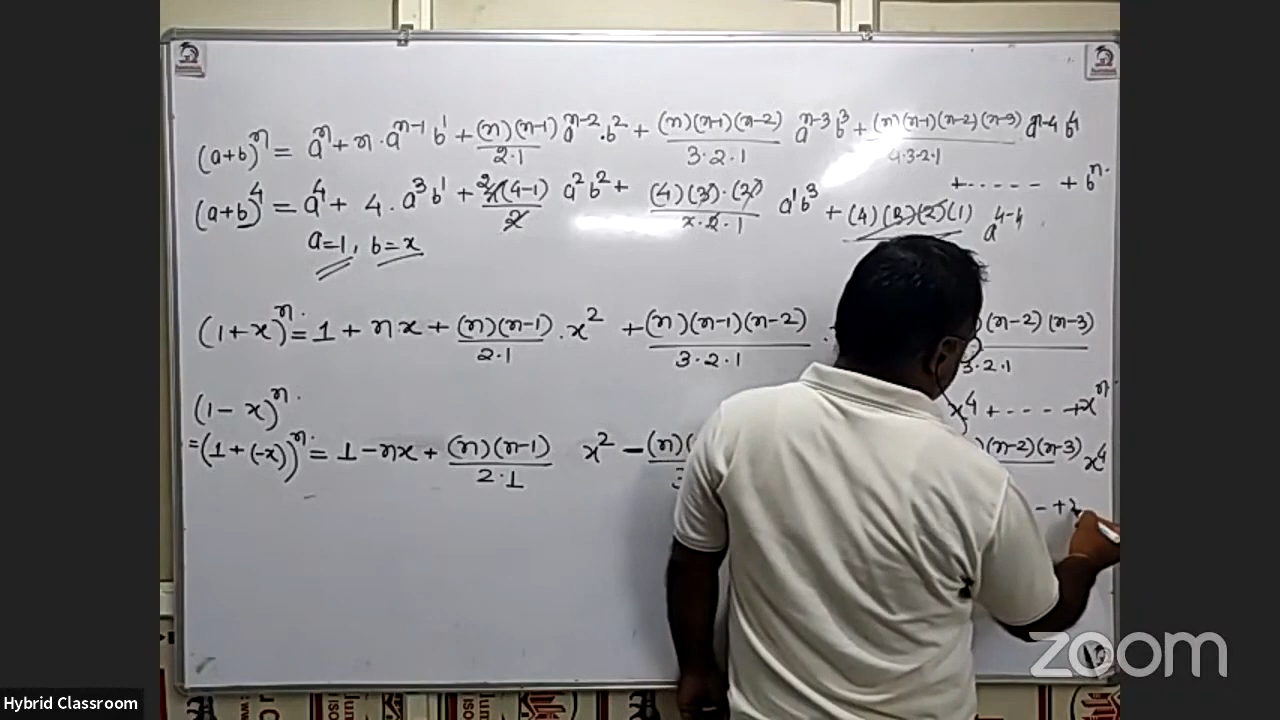 (a+b)^n = a^n + n·a^{n-1} b^1 + (n)(n-1)/2·1 a^{n-2}·b^2 + (n)(n-1)(n-2)/3·2·1 a^{n-3} b^3 + (n)(n-1)(n-2)(n-3)/4·3·2·1 a^{n-4} b^4
+ ------ + b^n.
(a+b)^4 = a^4 + 4·a^3 b^1 + (4-1)/2 a^2 b^2 + (4)(3)·(2)/2·1 a^1 b^3 + (4)(3)(2)(1) a^{4-4}
a=1, b=x
(1+x)^n. = 1 + nx + (n)(n-1)/2·1 · x^2 + (n)(n-1)(n-2)/3·2·1 · (n-2)(n-3)/3·2·1
x^4 + ---- + x^n
(1-x)^n.
=(1+(-x))^n. = 1 - nx + (n)(n-1)/2·1 x^2 - (n) (n-2)(n-3) x^4
- +
zoom
Hybrid Classroom